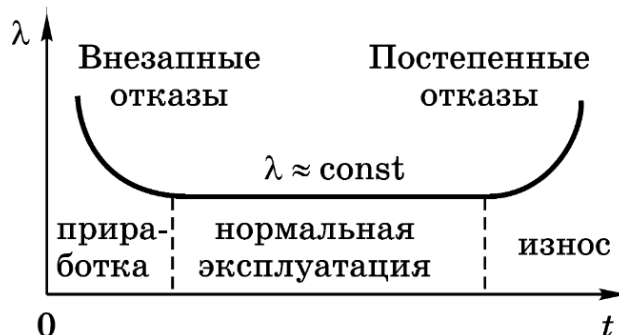 λ
Внезапные
отказы
Постепенные
отказы
λ ≈ const
прира-
ботка
нормальная
эксплуатация
износ
0
t